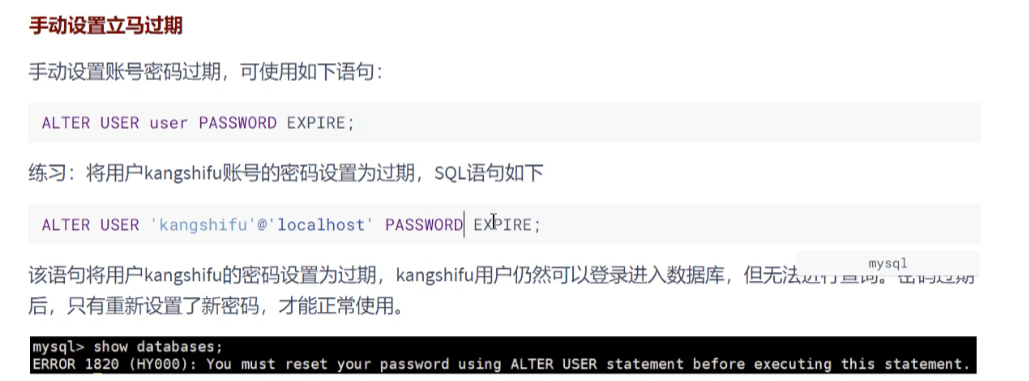 手动设置立马过期
手动设置账号密码过期，可使用如下语句：
ALTER USER user PASSWORD EXPIRE;
练习：将用户kangshifu账号的密码设置为过期，SQL语句如下
ALTER USER 'kangshifu'@'localhost' PASSWORD EXPIRE;
mysql
该语句将用户kangshifu的密码设置为过期，kangshifu用户仍然可以登录进入数据库，但无法进行查询。密码过期
后，只有重新设置了新密码，才能正常使用。
mysql> show databases;
ERROR 1820 (HY000): You must reset your password using ALTER USER statement before executing this statement.